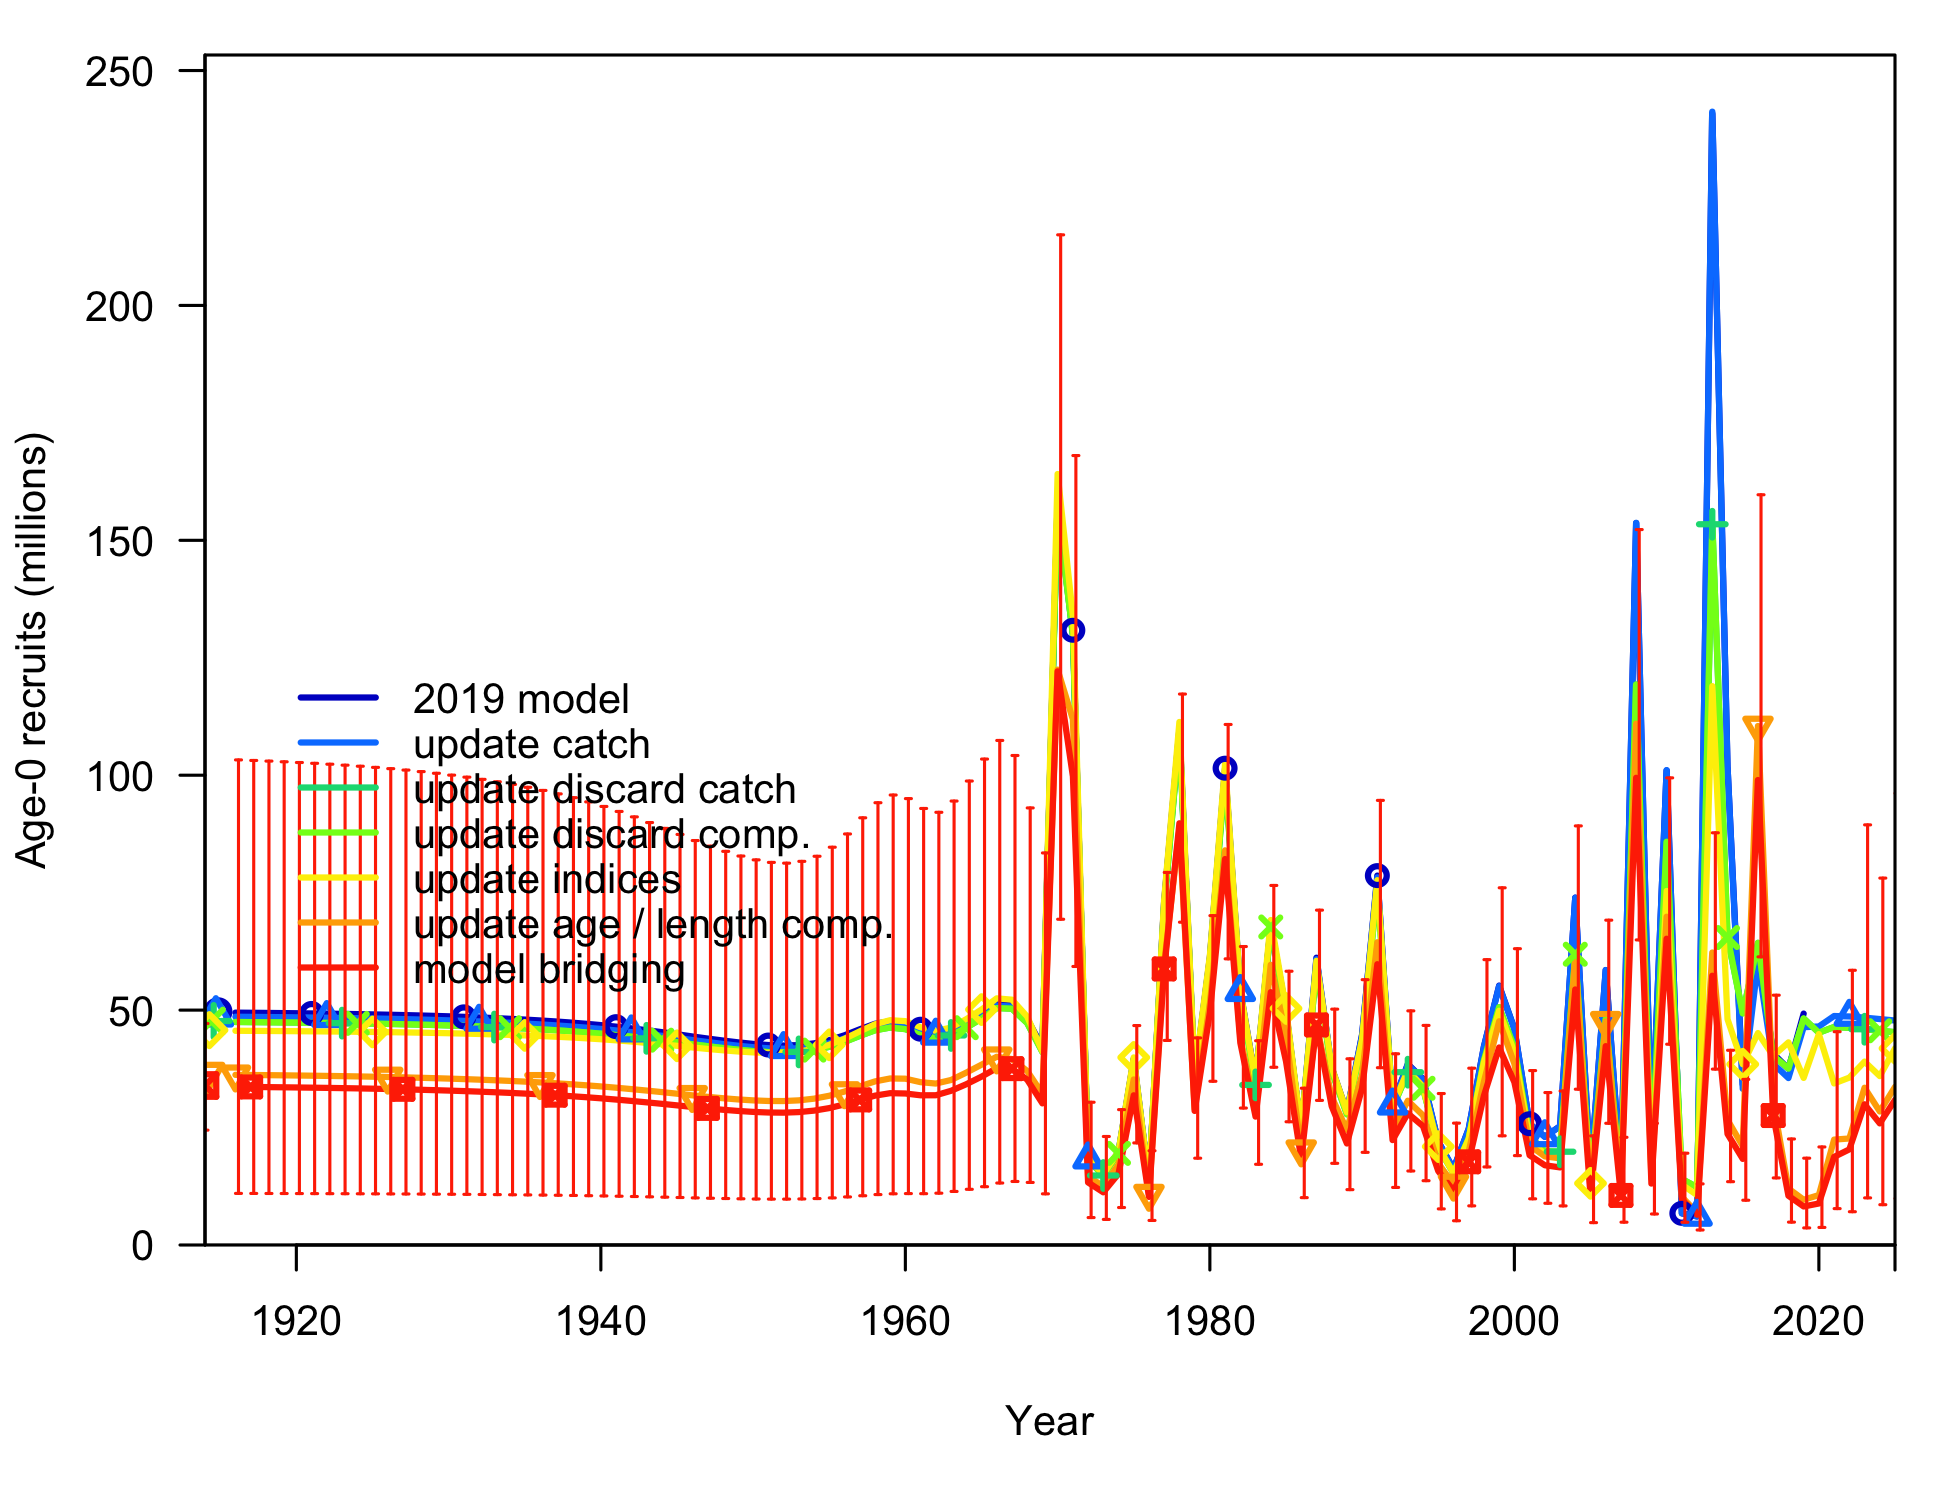 250
200
150
100
50
0
Age-0 recruits (millions)
2019 model
update catch
update discard catch
update discard comp.
update indices
update age / length comp.
model bridging
1920 1940 1960 1980 2000 2020
Year